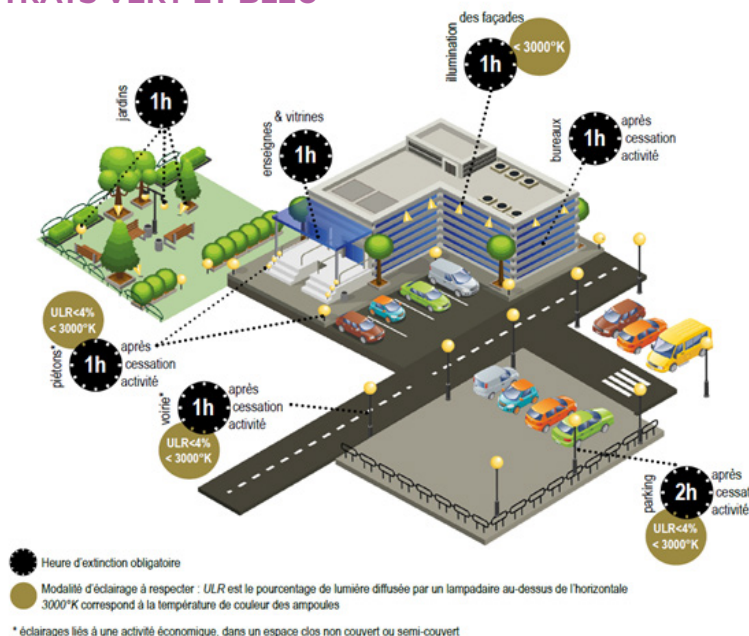 TRATS VERT ET BLEU
des façades
illumination
1h
< 3000°K
jardins
1h
enseignes
& vitrines
1h
bureaux
1h
après
cessation
activité
ULR<4%
< 3000°K
piétons
1h
après
cessation
activité
voirie*
1h
après
cessation
activité
ULR<4%
< 3000°K
parking
2h
après
cessat
activité
ULR<4%
< 3000°K
Heure d'extinction obligatoire
Modalité d'éclairage à respecter : ULR est le pourcentage de lumière diffusée par un lampadaire au-dessus de l'horizontale
3000°K correspond à la température de couleur des ampoules
* éclairages liés à une activité économique, dans un espace clos non couvert ou semi-couvert